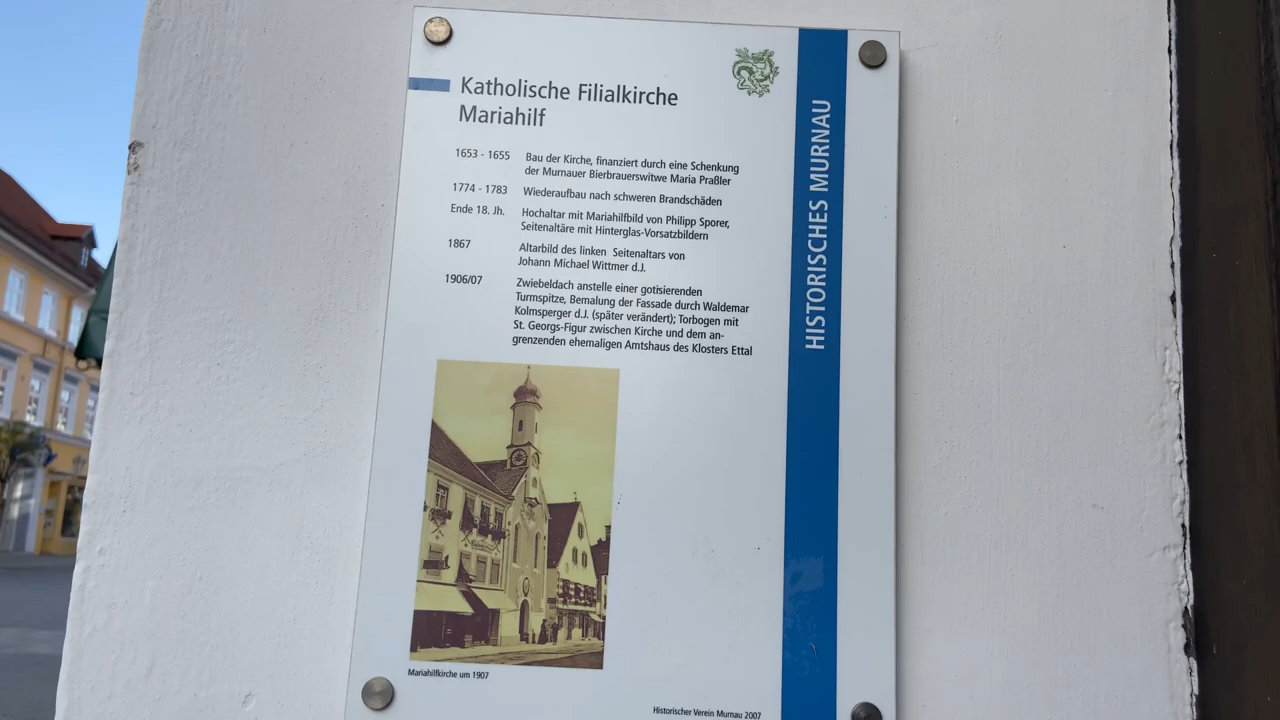 Katholische Filialkirche
Mariahilf
1653 - 1655 Bau der Kirche, finanziert durch eine Schenkung
der Murnauer Bierbrauerswitwe Maria Praßler
1774 - 1783 Wiederaufbau nach schweren Brandschäden
Ende 18. Jh. Hochaltar mit Mariahilfbild von Philipp Sporer,
Seitenaltäre mit Hinterglas-Vorsatzbildern
1867 Altarbild des linken Seitenaltars von
Johann Michael Wittmer d.J.
1906/07 Zwiebeldach anstelle einer gotisierenden
Turmspitze, Bemalung der Fassade durch Waldemar
Kolmsperger d.J. (später verändert); Torbogen mit
St. Georgs-Figur zwischen Kirche und dem an-
grenzenden ehemaligen Amtshaus des Klosters Ettal
Mariahilfkirche um 1907
Historischer Verein Murnau 2007
HISTORISCHES MURNAU